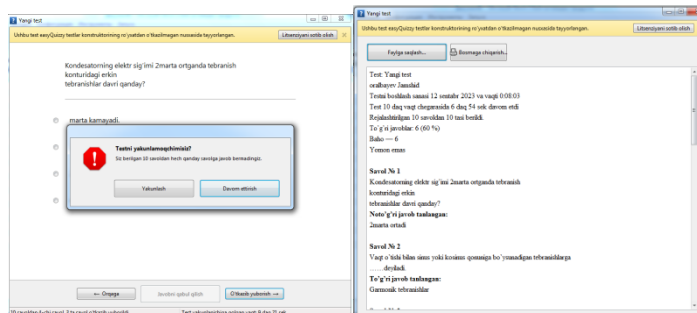 Yangi test
Ushbu test easyQuizzy testler konstruktorining ro'yxatdan o'tkazilmagan nusxasida tayyorlangan.
Litsenziyani sotib olish
Kondesatorning elektr sig'imi 2marta ortganda tebranish
konturidagi erkin
tebranishlar davri qanday?
marta kamayadi.
Testni yakunlamoqchimisiz?
Siz berilgan 10 savoldan hech qanday savolga javob bermadingiz.
Yakunlash
Davom ettirish
← Orqaga
Javobni qabul qilish
O'tkazib yuborish →
Yangi test
Ushbu test easyQuizzy testler konstruktorining ro'yxatdan o'tkazilmagan nusxasida tayyorlangan.
Litsenziyani sotib olish
Faylga saqlash...
Bosmaga chiqarish...
Test: Yangi test
oralbayev Jamshid
Testni boshlash sanasi 12 sentabr 2023 va vaqti 0:08:03
Test 10 daq vaqt chegarasida 6 daq 54 sek davom etdi
Rejalashtirilgan 10 savoldan 10 tasi berildi.
To'g'ri javoblar: 6 (60 %)
Baho — 6
Yomon emas
Savol № 1
Kondesatorning elektr sig'imi 2marta ortganda tebranish
konturidagi erkin
tebranishlar davri qanday?
Noto'g'ri javob tanlangan:
2marta ortadi
Savol № 2
Vaqt o'tishi bilan sinus yoki kosinus qonuniga bo'ysunadigan tebranishlarga
……deyiladi.
To'g'ri javob tanlangan:
Garmonik tebranishlar